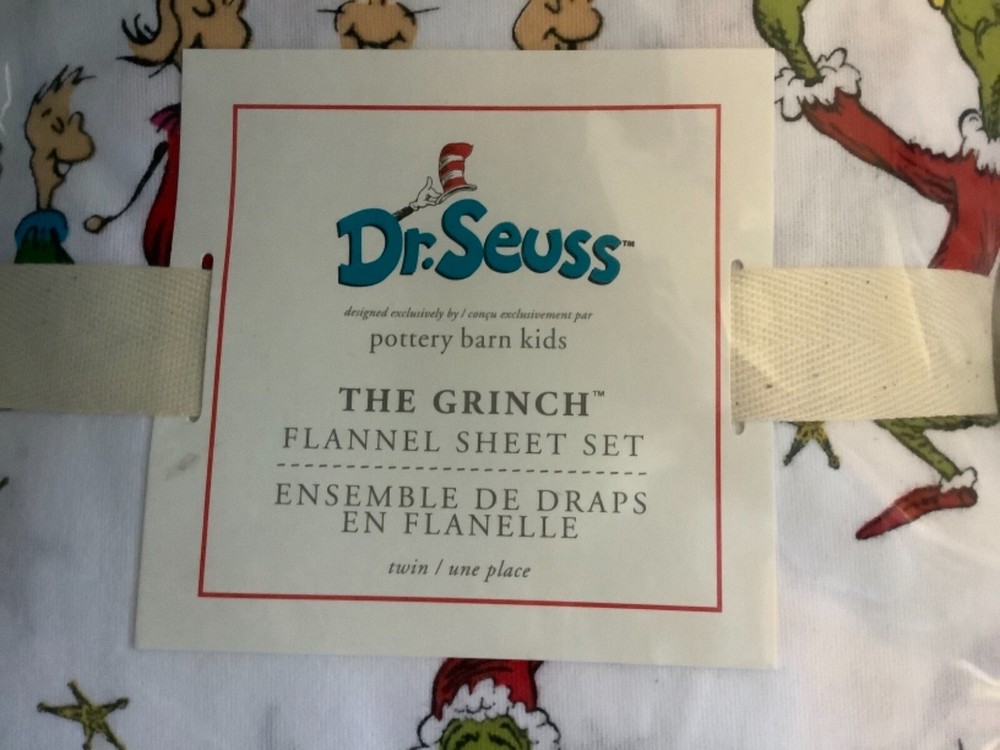 Dr. Seuss™
designed exclusively by / conçu exclusivement par
pottery barn kids
THE GRINCH™
FLANNEL SHEET SET
ENSEMBLE DE DRAPS
EN FLANELLE
twin / une place